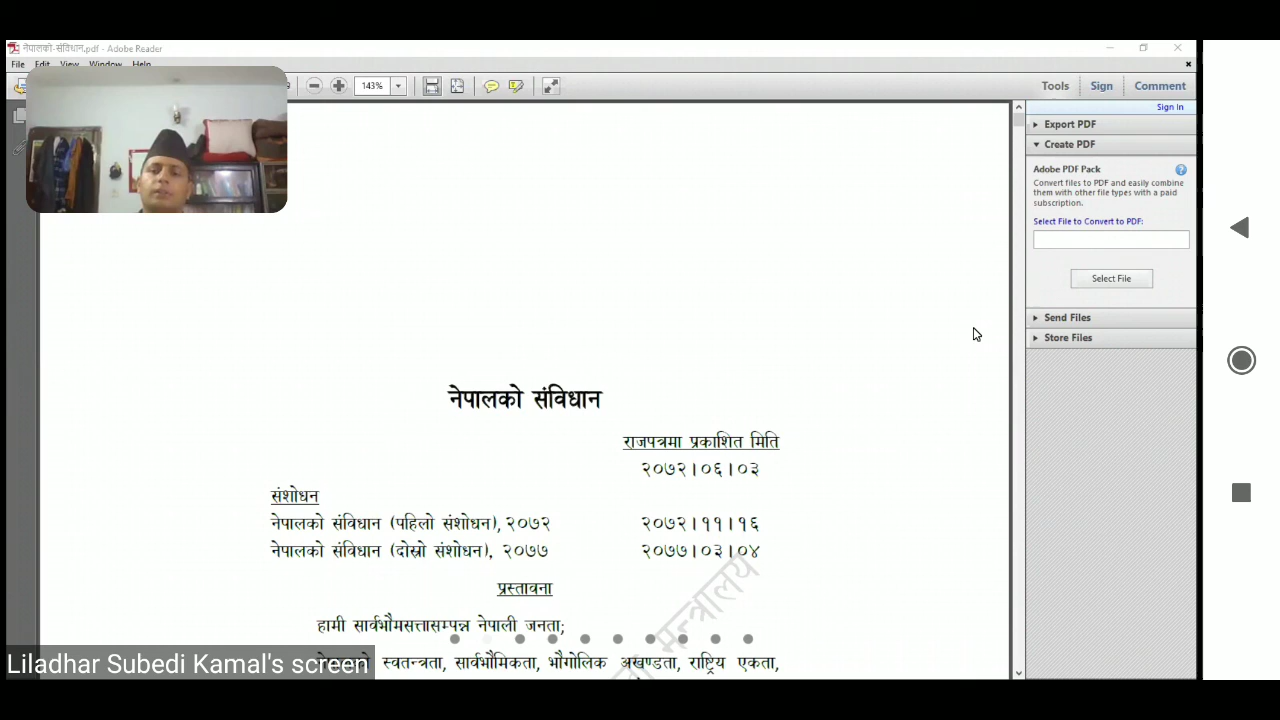 नेपालको-संविधान.pdf - Adobe Reader
File Edit View Window Help
143%
Tools Sign Comment
Sign In
Export PDF
Create PDF
Adobe PDF Pack
Convert files to PDF and easily combine
them with other file types with a paid
subscription.
Select File to Convert to PDF:
Select File
Send Files
Store Files
नेपालको संविधान
राजपत्रमा प्रकाशित मिति
२०७२।०६।०३
संशोधन
नेपालको संविधान (पहिलो संशोधन), २०७२ २०७२।११।१६
नेपालको संविधान (दोस्रो संशोधन), २०७७ २०७७।०३।०४
प्रस्तावना
हामी सार्वभौमसत्तासम्पन्न नेपाली जनता;
स्वतन्त्रता, सार्वभौमिकता, भौगोलिक अखण्डता, राष्ट्रिय एकता,
मन्त्रालय
Liladhar Subedi Kamal's screen